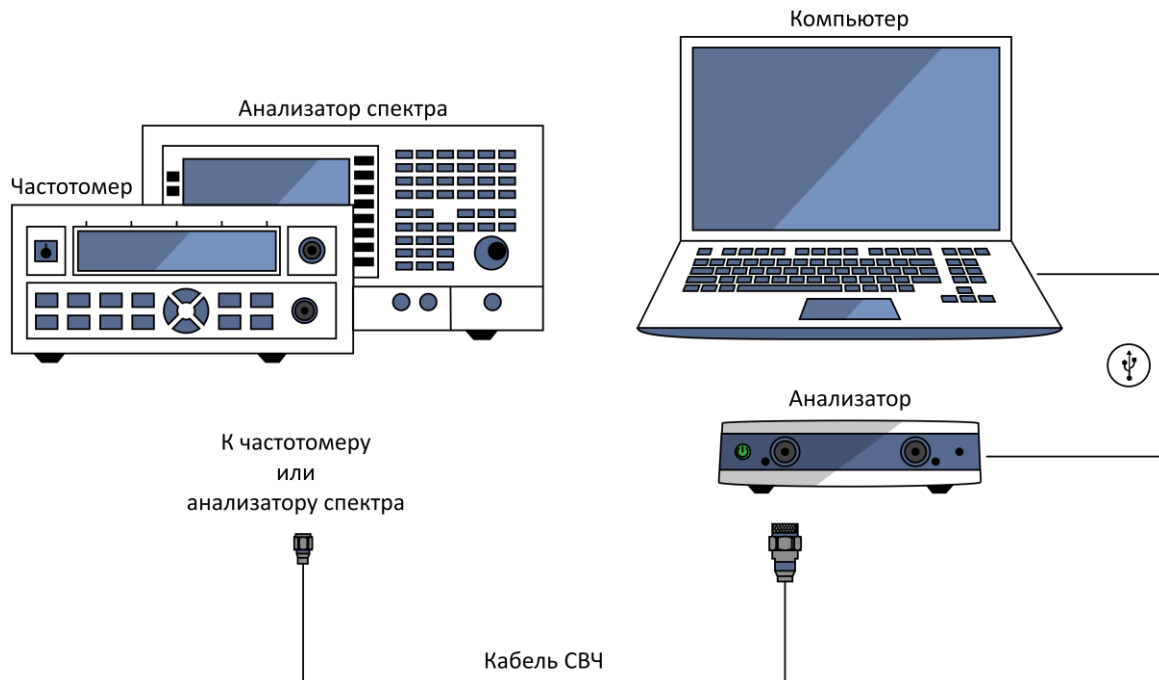 Компьютер
Анализатор спектра
Частотомер
Анализатор
К частотомеру
или
анализатору спектра
Кабель СВЧ